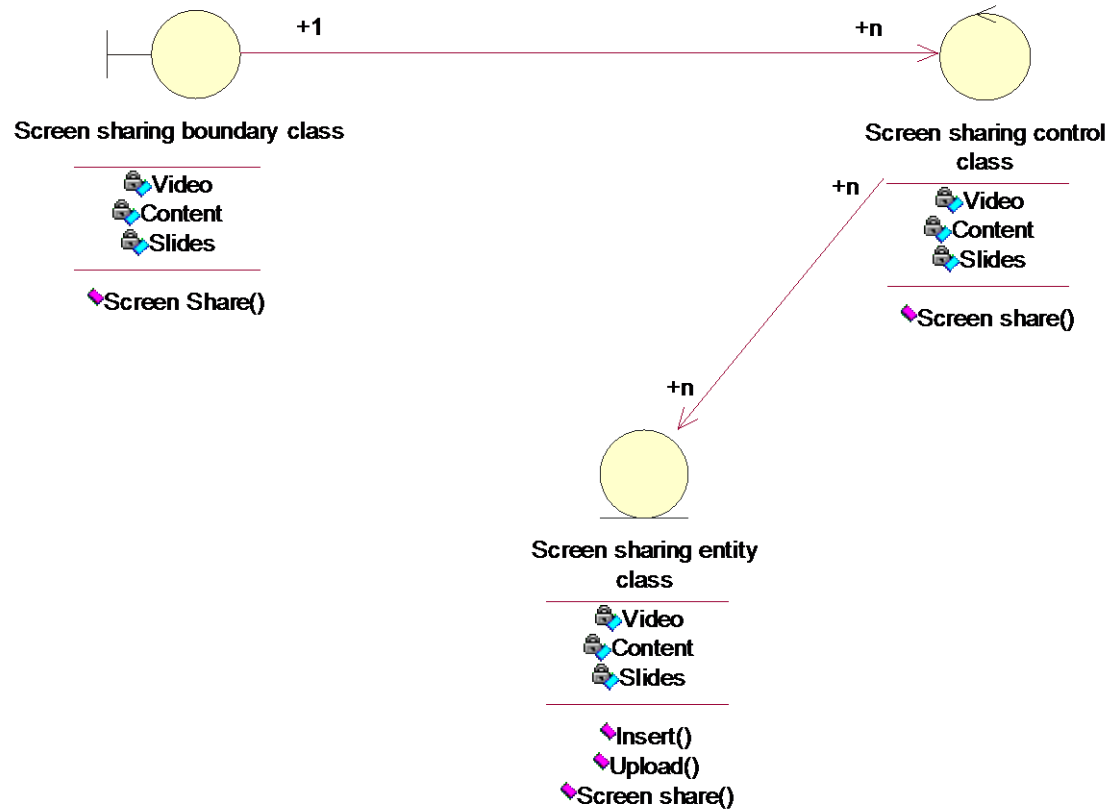 +1
+n
Screen sharing boundary class
Video
Content
Slides
Screen Share()
Screen sharing control
class
+n
Video
Content
Slides
Screen share()
+n
Screen sharing entity
class
Video
Content
Slides
Insert()
Upload()
Screen share()